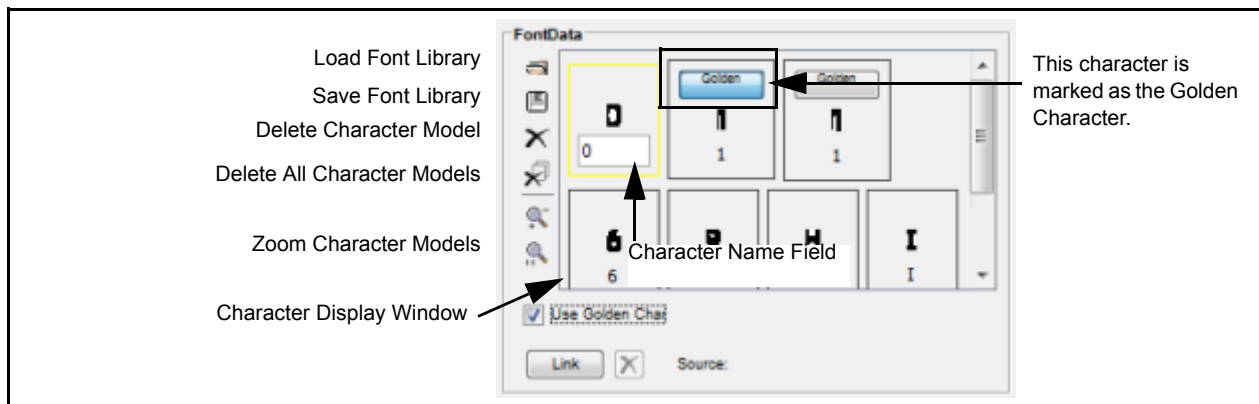 FontData
Load Font Library
Save Font Library
Delete Character Model
Delete All Character Models
Zoom Character Models
Character Display Window
Golden
Golden
This character is
marked as the Golden
Character.
0
1
1
Character Name Field
6
I
I
Use Golden Char
Link
Source: